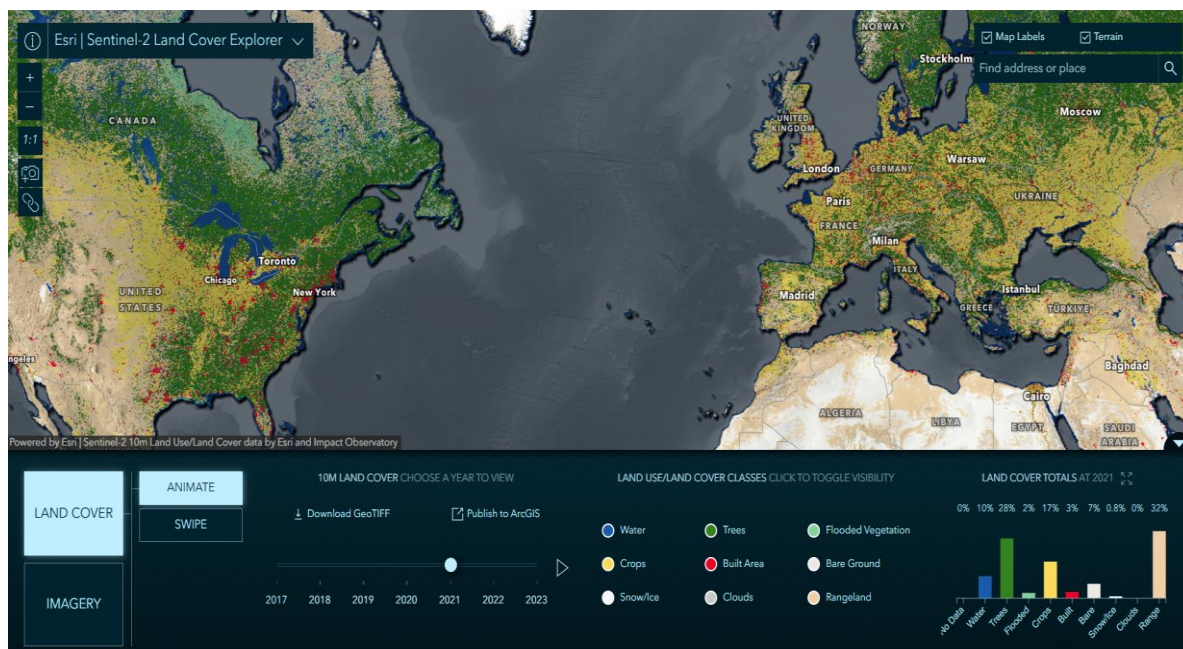 Esri | Sentinel-2 Land Cover Explorer
Map Labels
Terrain
Find address or place
+
−
1:1
NORWAY
Stockholm
CANADA
Moscow
UNITED
KINGDOM
London
Warsaw
GERMANY
UKRAINE
Paris
FRANCE
Milan
Toronto
Chicago
New York
UNITED
STATES
ITALY
Istanbul
Madrid
GREECE
TÜRKİYE
ngeles
Baghdad
Cairo
ALGERIA
LIBYA
EGYPT
SAUDI
ARABIA
Powered by Esri | Sentinel-2 10m Land Use/Land Cover data by Esri and Impact Observatory
LAND COVER
ANIMATE
SWIPE
IMAGERY
10M LAND COVER CHOOSE A YEAR TO VIEW
Download GeoTIFF
Publish to ArcGIS
2017 2018 2019 2020 2021 2022 2023
LAND USE/LAND COVER CLASSES CLICK TO TOGGLE VISIBILITY
Water Trees Flooded Vegetation
Crops Built Area Bare Ground
Snow/Ice Clouds Rangeland
LAND COVER TOTALS AT 2021
0% 10% 28% 2% 17% 3% 7% 0.8% 0% 32%
No Data Water Trees Flooded Crops Built Bare Snow/Ice Clouds Range